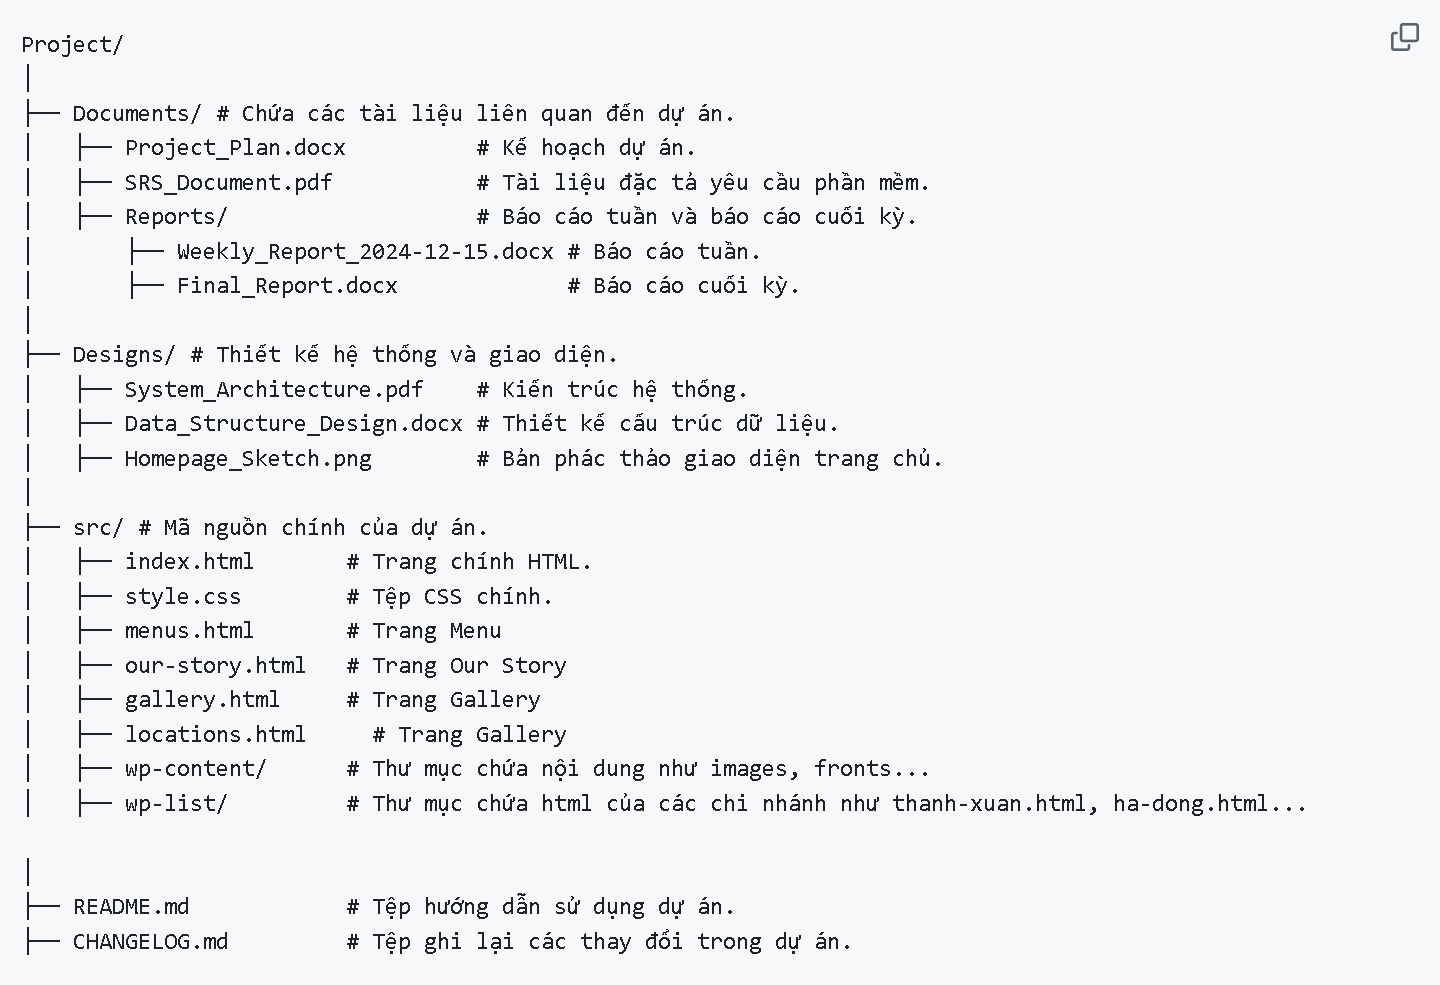 Project/
│
├── Documents/ # Chứa các tài liệu liên quan đến dự án.
│   ├── Project_Plan.docx          # Kế hoạch dự án.
│   ├── SRS_Document.pdf           # Tài liệu đặc tả yêu cầu phần mềm.
│   ├── Reports/                   # Báo cáo tuần và báo cáo cuối kỳ.
│       ├── Weekly_Report_2024-12-15.docx # Báo cáo tuần.
│       ├── Final_Report.docx             # Báo cáo cuối kỳ.
│
├── Designs/ # Thiết kế hệ thống và giao diện.
│   ├── System_Architecture.pdf    # Kiến trúc hệ thống.
│   ├── Data_Structure_Design.docx # Thiết kế cấu trúc dữ liệu.
│   ├── Homepage_Sketch.png        # Bản phác thảo giao diện trang chủ.
│
├── src/ # Mã nguồn chính của dự án.
│   ├── index.html       # Trang chính HTML.
│   ├── style.css        # Tệp CSS chính.
│   ├── menus.html       # Trang Menu
│   ├── our-story.html   # Trang Our Story
│   ├── gallery.html     # Trang Gallery
│   ├── locations.html     # Trang Gallery
│   ├── wp-content/      # Thư mục chứa nội dung như images, fronts...
│   ├── wp-list/         # Thư mục chứa html của các chi nhánh như thanh-xuan.html, ha-dong.html...

│
├── README.md            # Tệp hướng dẫn sử dụng dự án.
├── CHANGELOG.md         # Tệp ghi lại các thay đổi trong dự án.